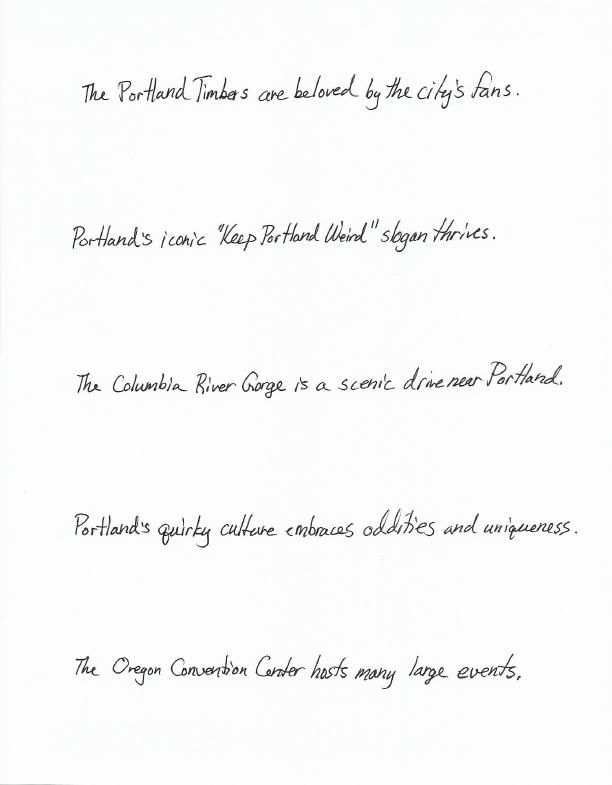 The Portland Timbers are beloved by the city's fans.
Portland's iconic "Keep Portland Weird" slogan thrives.
The Columbia River Gorge is a scenic drive near Portland.
Portland's quirky culture embraces oddities and uniqueness.
The Oregon Convention Center hosts many large events.